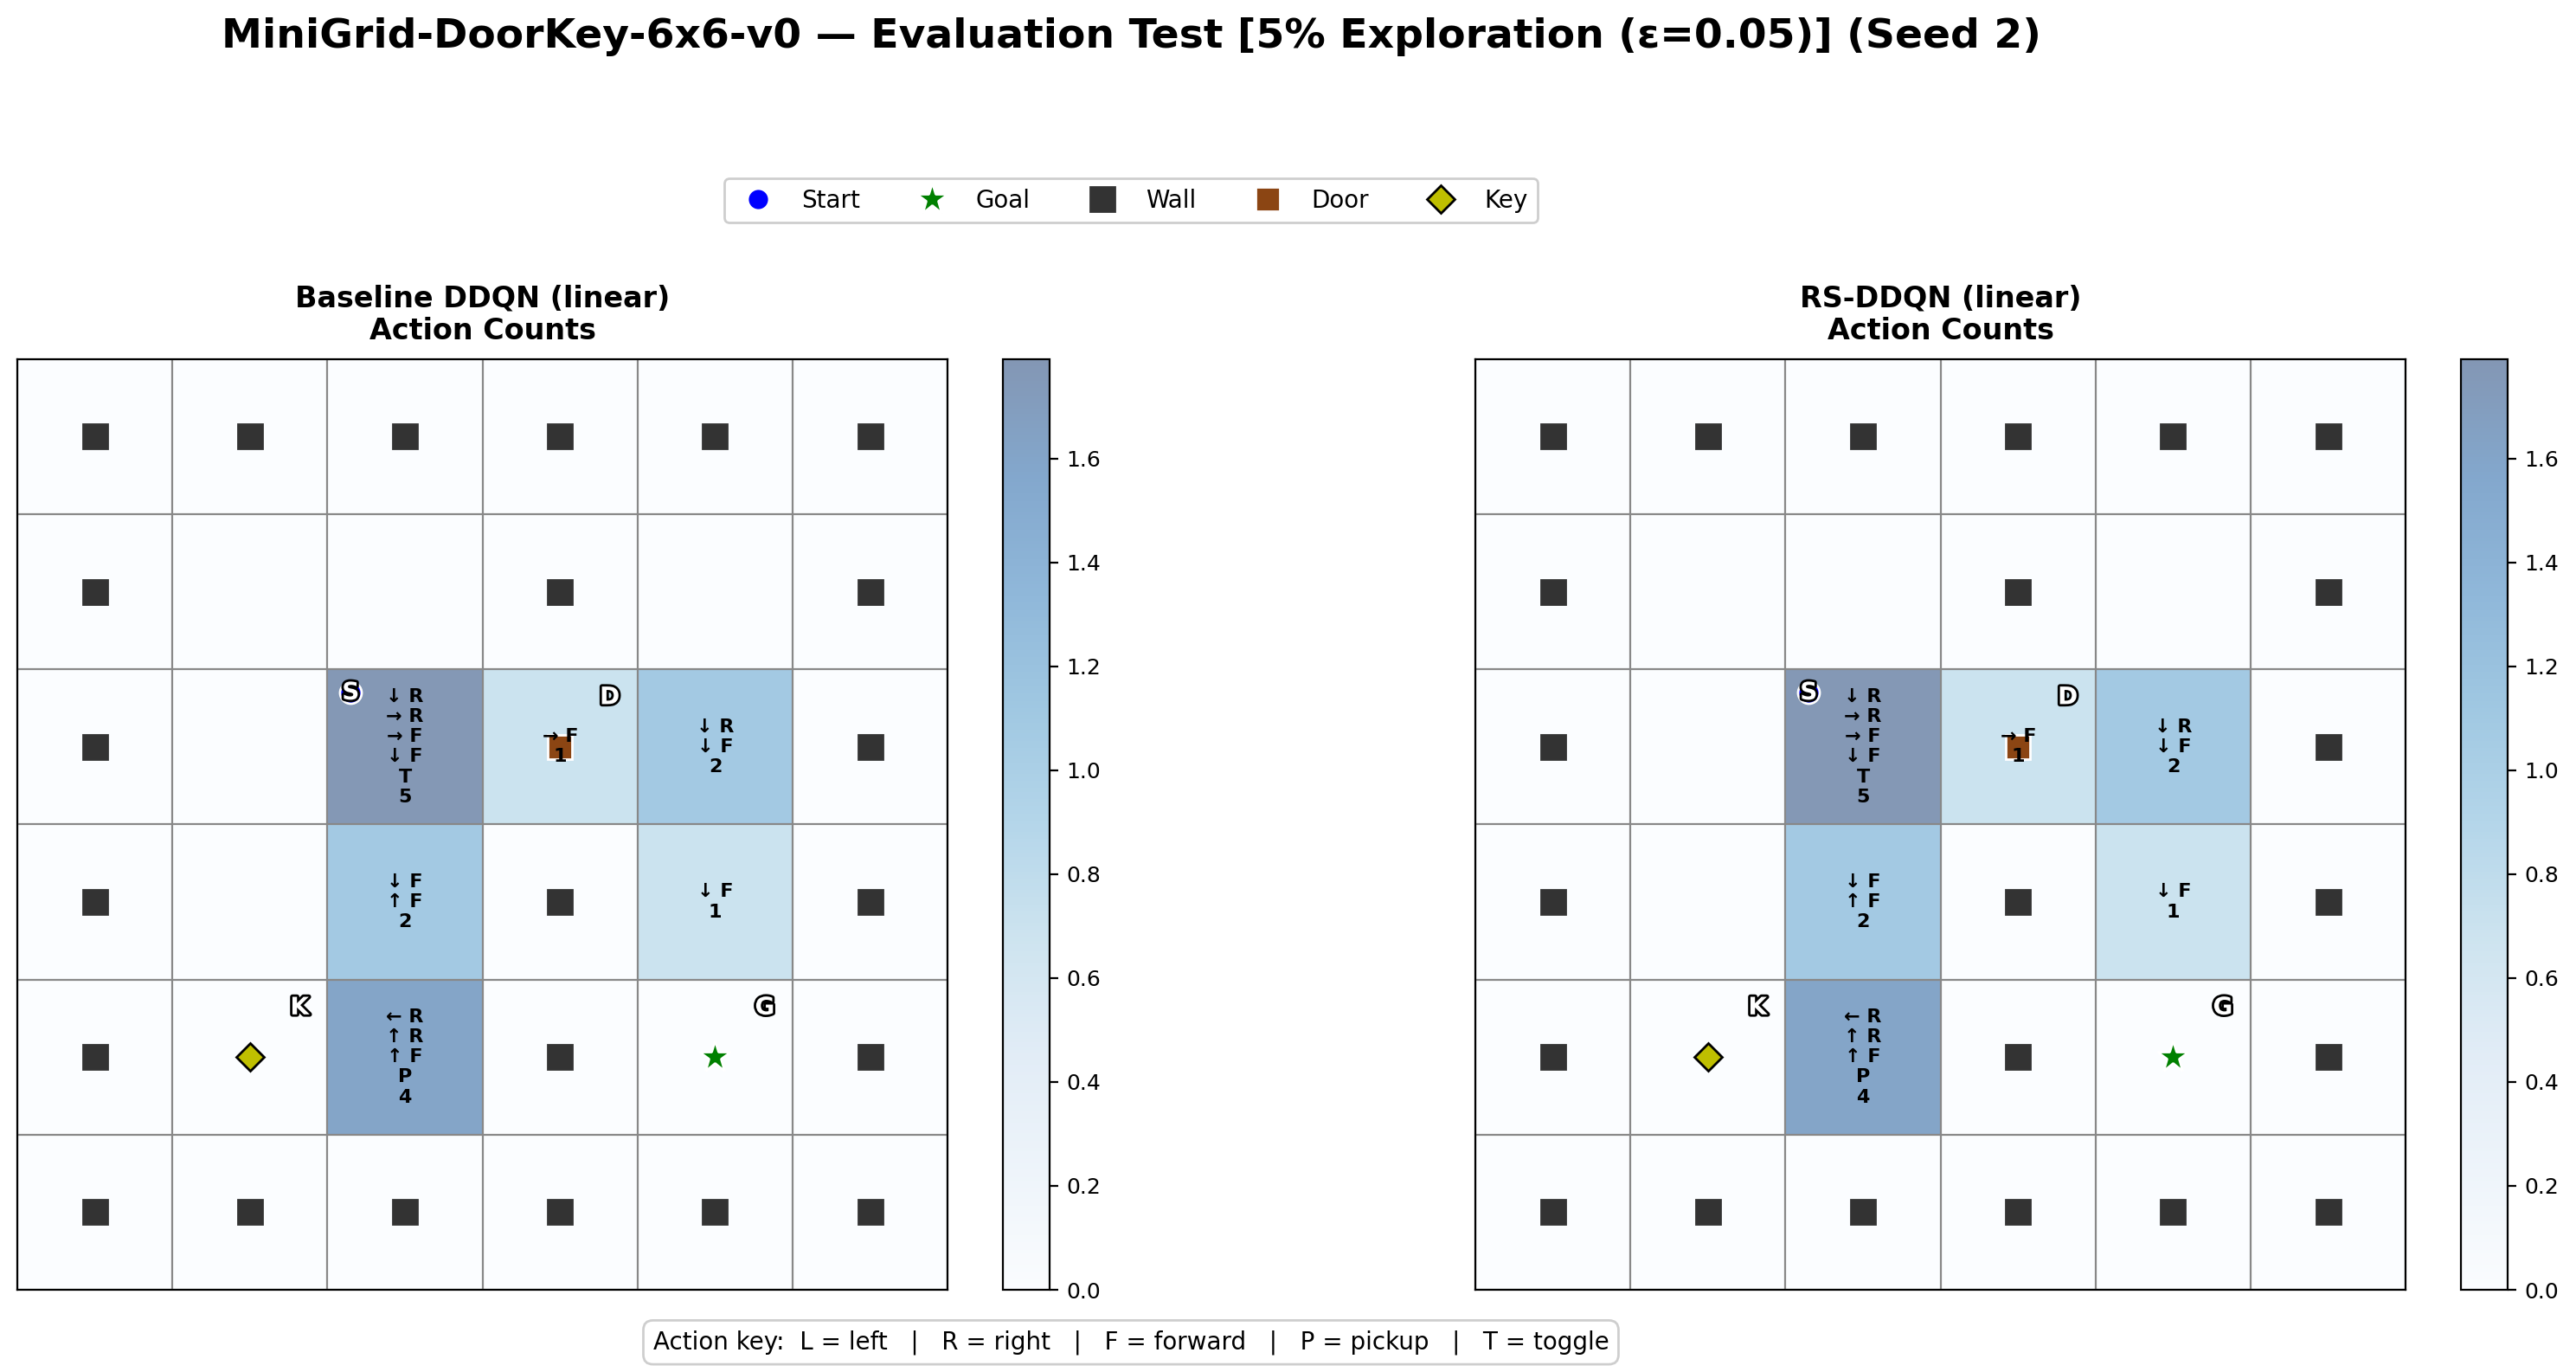 MiniGrid-DoorKey-6x6-v0 — Evaluation Test [5% Exploration (ε=0.05)] (Seed 2)
Start Goal Wall Door Key
Baseline DDQN (linear)
Action Counts
S
↓ R
→ R
→ F
↓ F
T
5
D
→ F
1
↓ R
↓ F
2
↓ F
↑ F
2
↓ F
1
K
← R
↑ R
↑ F
P
4
G
1.6
1.4
1.2
1.0
0.8
0.6
0.4
0.2
0.0
RS-DDQN (linear)
Action Counts
S
↓ R
→ R
→ F
↓ F
T
5
D
→ F
1
↓ R
↓ F
2
↓ F
↑ F
2
↓ F
1
K
← R
↑ R
↑ F
P
4
G
1.6
1.4
1.2
1.0
0.8
0.6
0.4
0.2
0.0
Action key: L = left | R = right | F = forward | P = pickup | T = toggle